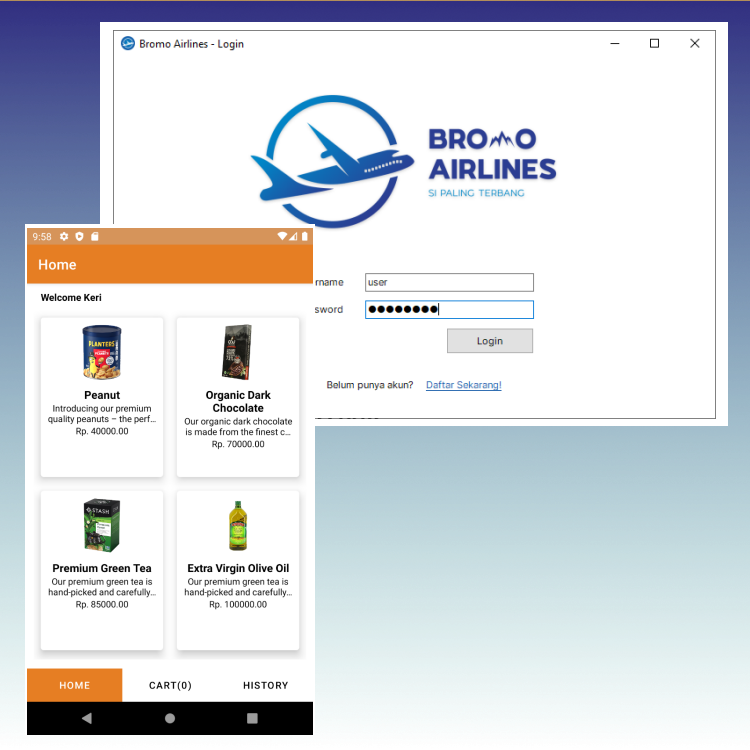 Bromo Airlines - Login
BROMO
AIRLINES
SI PALING TERBANG
rname
user
sword
Login
Belum punya akun?
Daftar Sekarang!
9:58
Home
Welcome Keri
PLANTERS
PEANUTS
Peanut
Introducing our premium
quality peanuts – the perf...
Rp. 40000.00
Organic Dark
Chocolate
Our organic dark chocolate
is made from the finest c...
Rp. 70000.00
STASH
Premium Green Tea
Our premium green tea is
hand-picked and carefully...
Rp. 85000.00
Extra Virgin Olive Oil
Our premium green tea is
hand-picked and carefully...
Rp. 100000.00
HOME
CART(0)
HISTORY